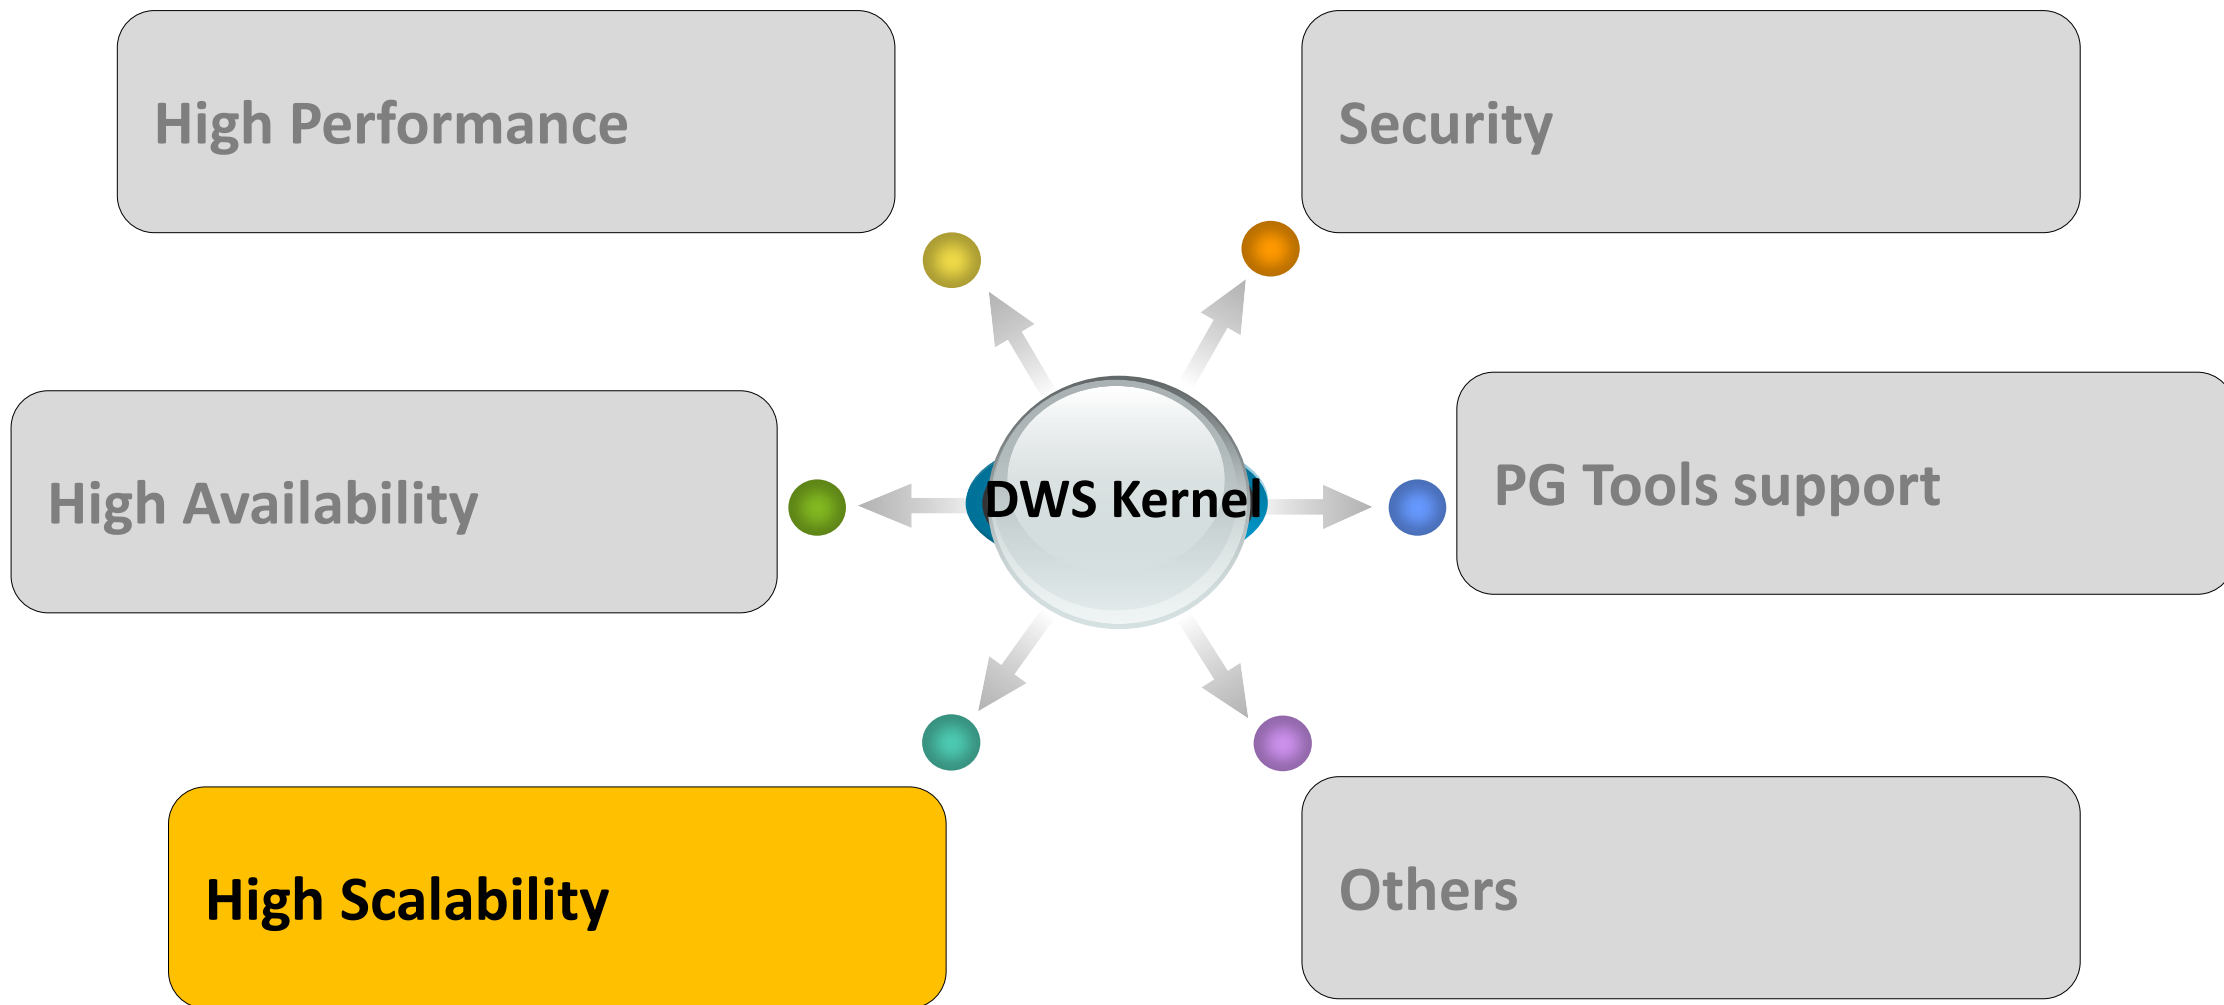 High Performance
Security
High Availability
DWS Kernel
PG Tools support
High Scalability
Others